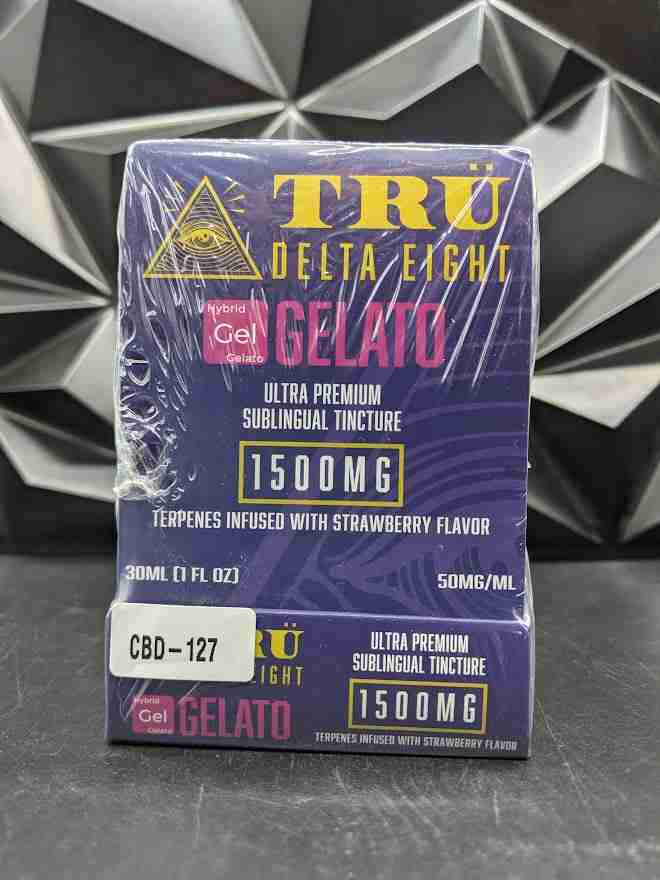 TRÜ
DELTA EIGHT
Hybrid
Gel
Gelato
GELATO
ULTRA PREMIUM
SUBLINGUAL TINCTURE
1500MG
TERPENES INFUSED WITH STRAWBERRY FLAVOR
30ML (1 FL OZ)
50MG/ML
CBD-127
RÜ
EIGHT
Hybrid
Gel
Gelato
GELATO
ULTRA PREMIUM
SUBLINGUAL TINCTURE
1500MG
TERPENES INFUSED WITH STRAWBERRY FLAVOR